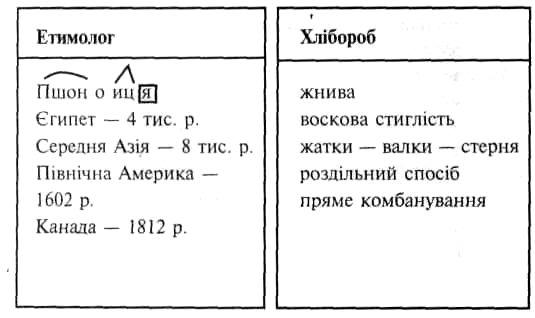 Етимолог
Пшон о иц я
Єгипет — 4 тис. р.
Середня Азія — 8 тис. р.
Північна Америка —
1602 р.
Канада — 1812 р.
Хлібороб
жнива
воскова стиглість
жатки — валки — стерня
роздільний спосіб
пряме комбанування